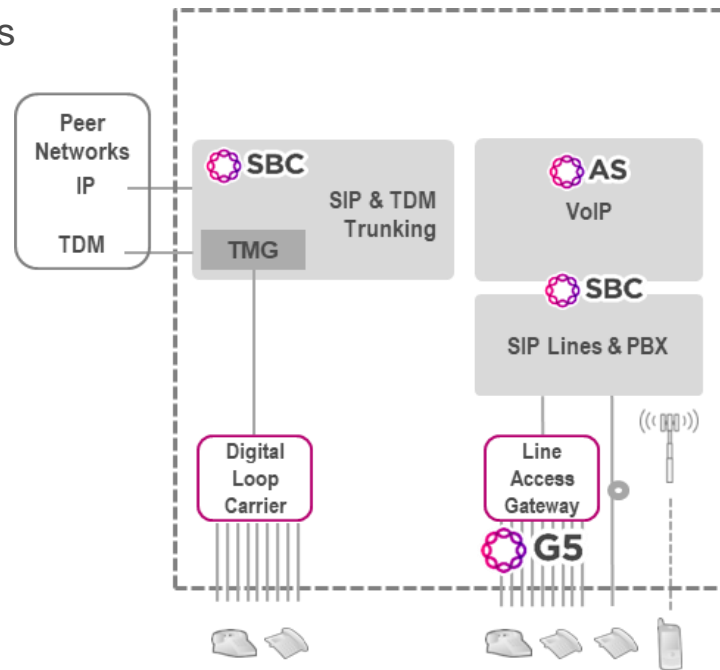 s
Peer
Networks
IP
TDM
SBC
SIP & TDM
Trunking
TMG
AS
VoIP
SBC
SIP Lines & PBX
Digital
Loop
Carrier
Line
Access
Gateway
G5